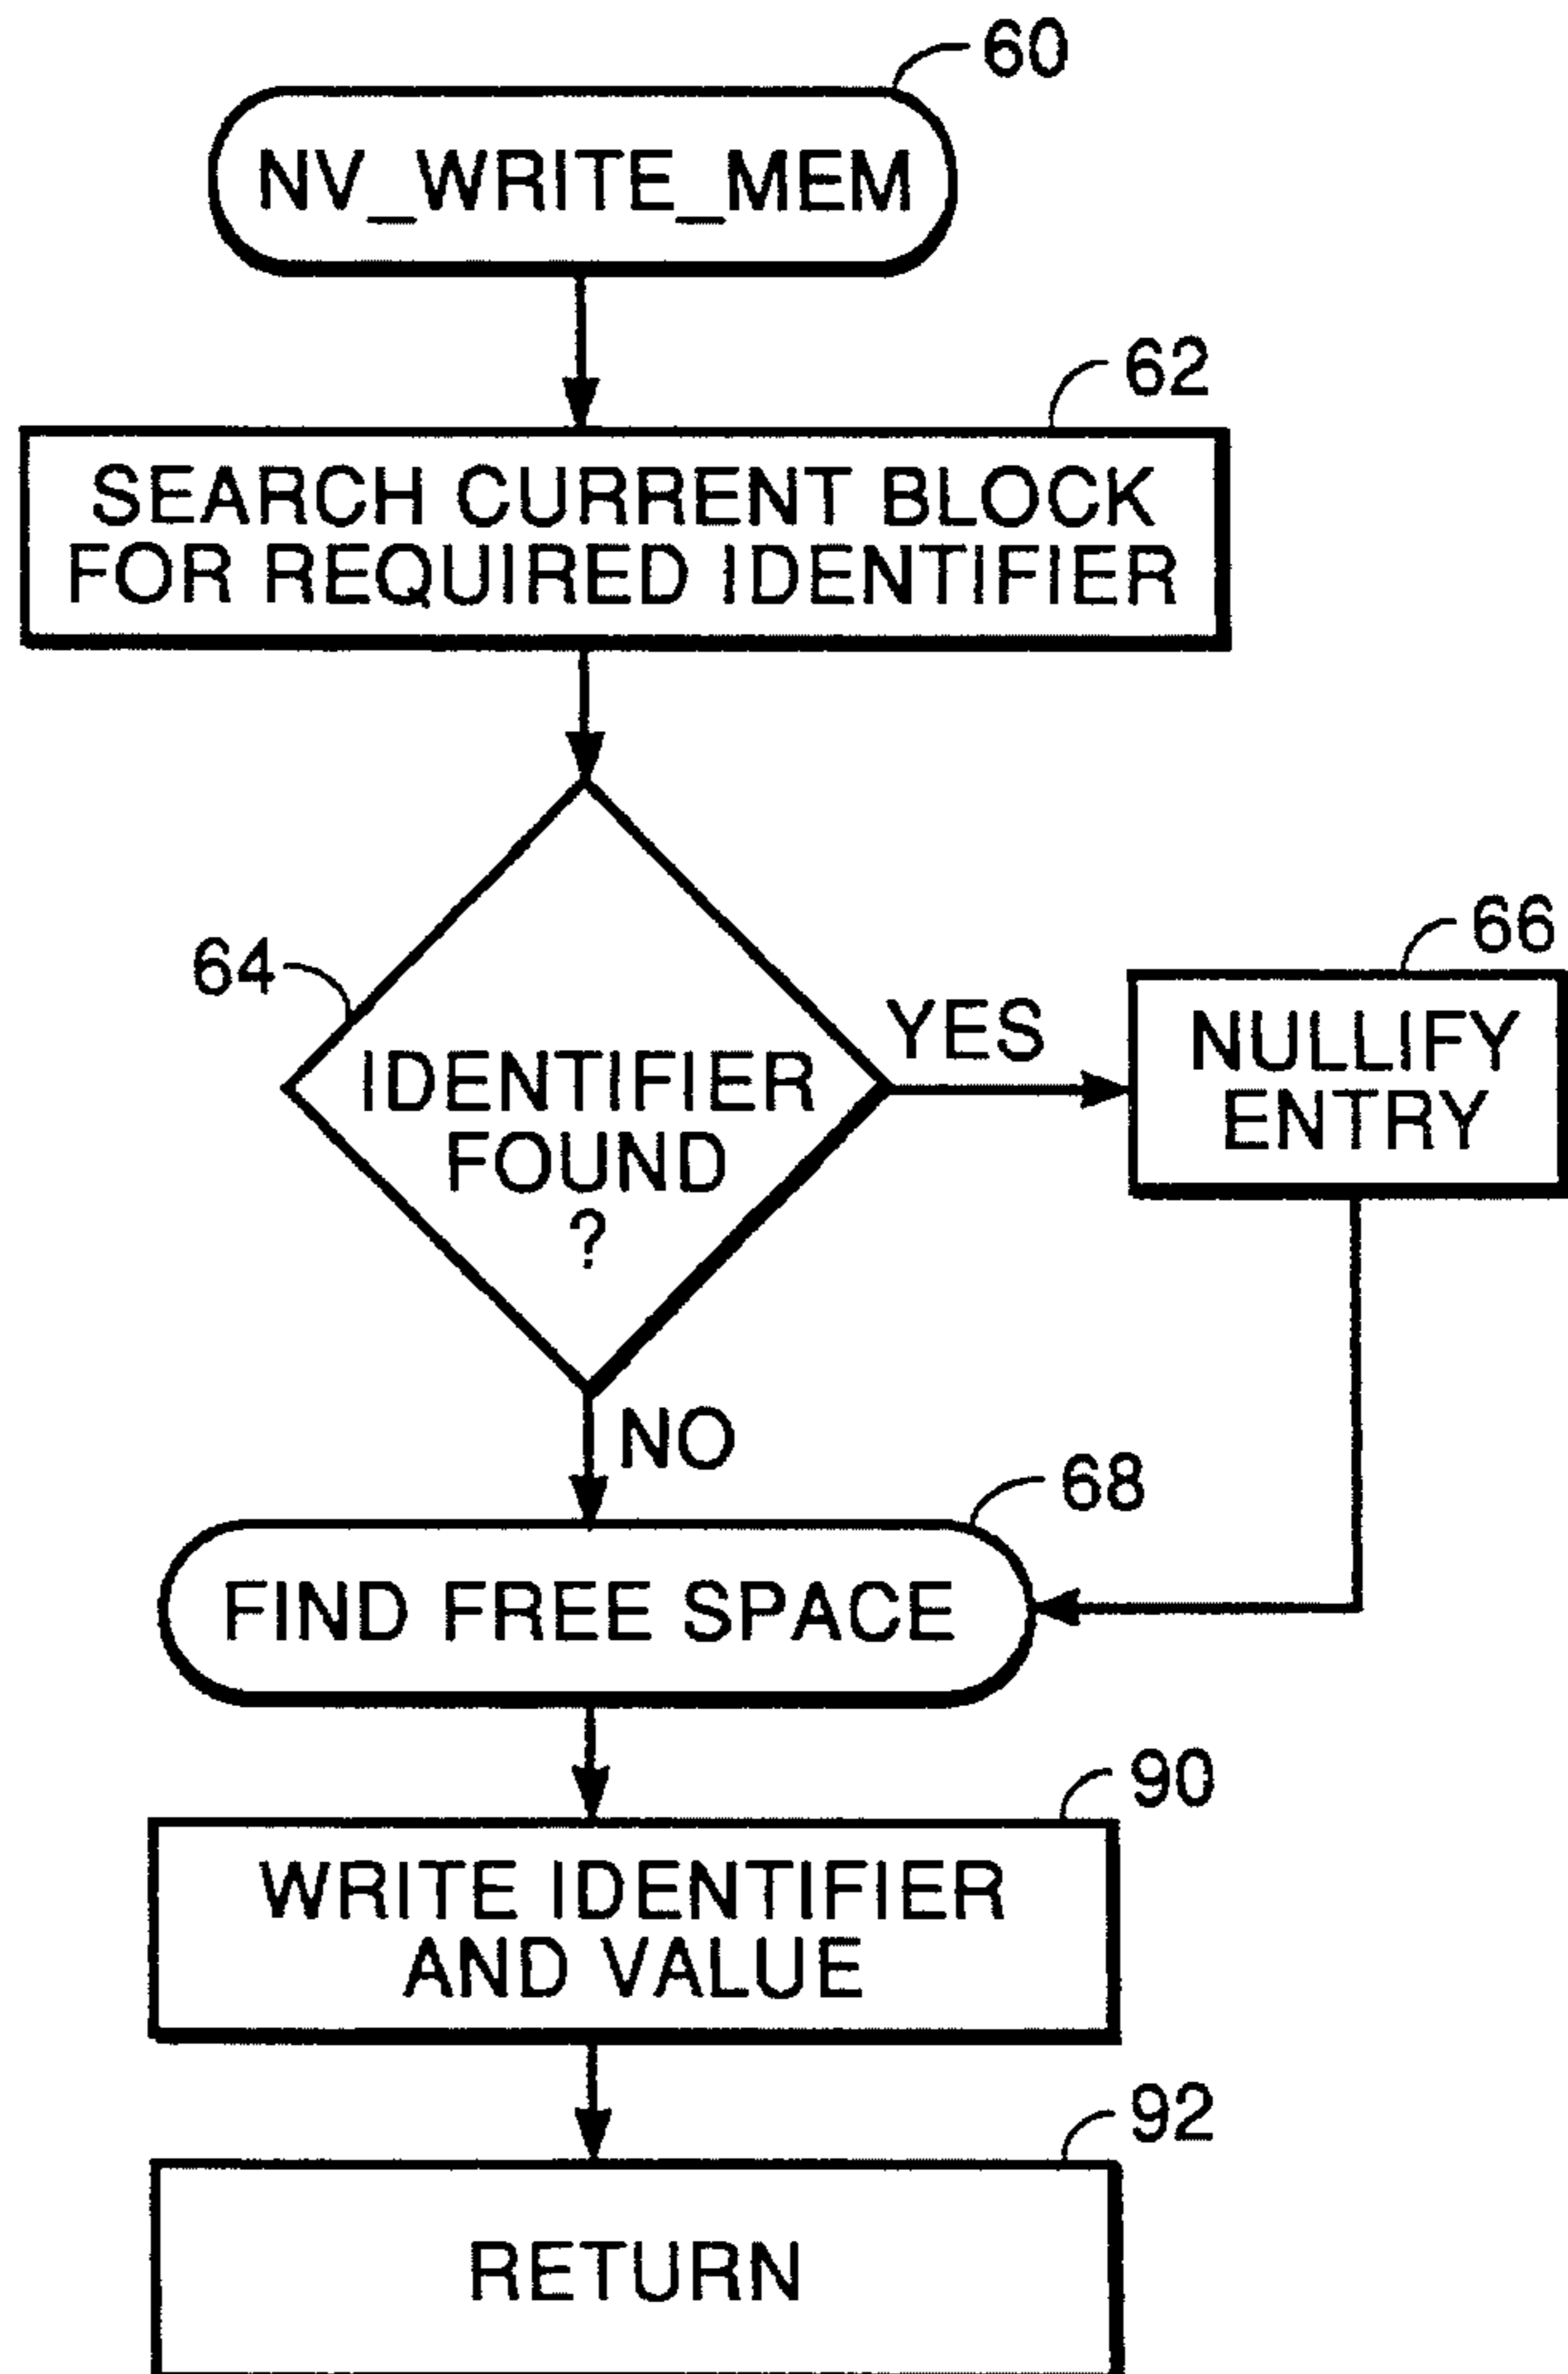 60
NV_WRITE_MEM
62
SEARCH CURRENT BLOCK
FOR REQUIRED IDENTIFIER
64
IDENTIFIER
FOUND
?
YES
66
NULLIFY
ENTRY
NO
68
FIND FREE SPACE
90
WRITE IDENTIFIER
AND VALUE
92
RETURN